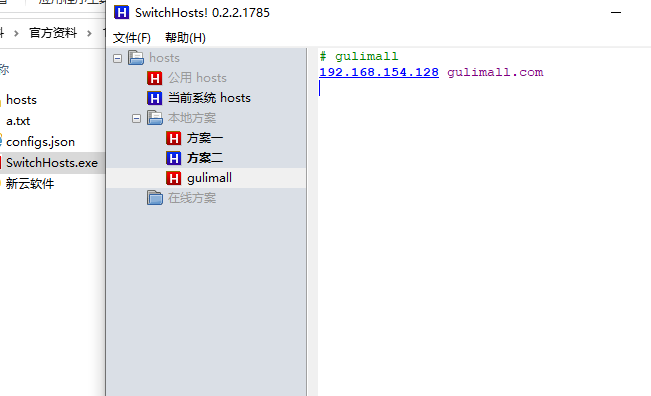 SwitchHosts! 0.2.2.1785
文件(F) 帮助(H)
官方资料
hosts
a.txt
configs.json
SwitchHosts.exe
新云软件
hosts
公用 hosts
当前系统 hosts
本地方案
方案一
方案二
gulimall
在线方案
# gulimall
192.168.154.128 gulimall.com